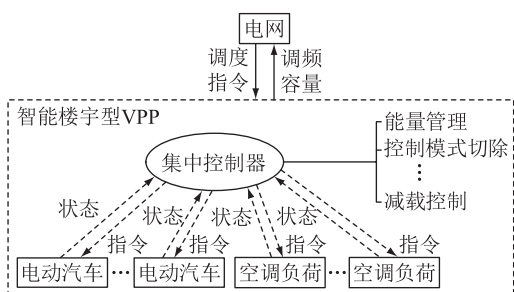 电网
调度 调频
指令 容量
智能楼宇型VPP
能量管理
集中控制器 控制模式切除
⋮
减载控制
状态 状态 状态 状态
指令 指令 指令 指令
电动汽车 … 电动汽车 空调负荷 … 空调负荷